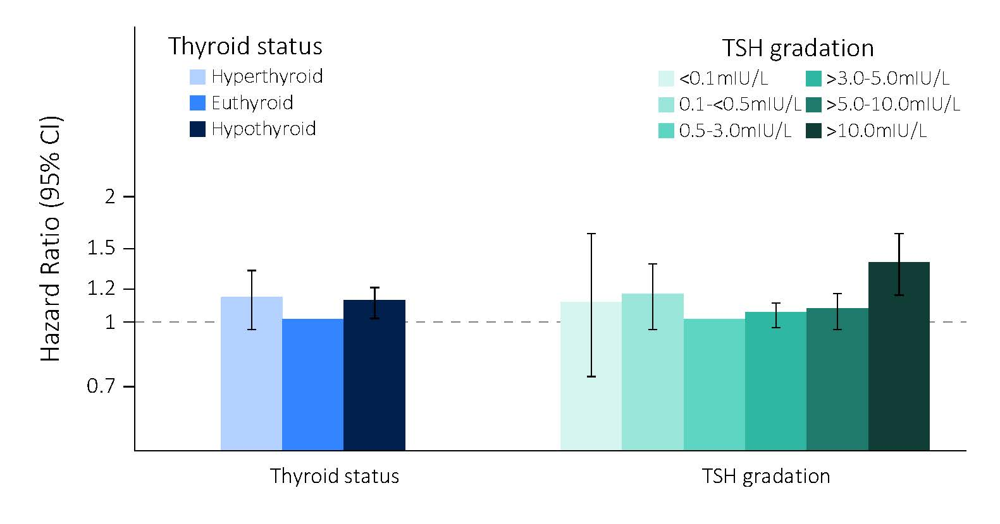 Thyroid status
Hyperthyroid
Euthyroid
Hypothyroid
TSH gradation
<0.1mIU/L
0.1-<0.5mIU/L
0.5-3.0mIU/L
>3.0-5.0mIU/L
>5.0-10.0mIU/L
>10.0mIU/L
Hazard Ratio (95% CI)
2
1.5
1.2
1
0.7
Thyroid status
TSH gradation